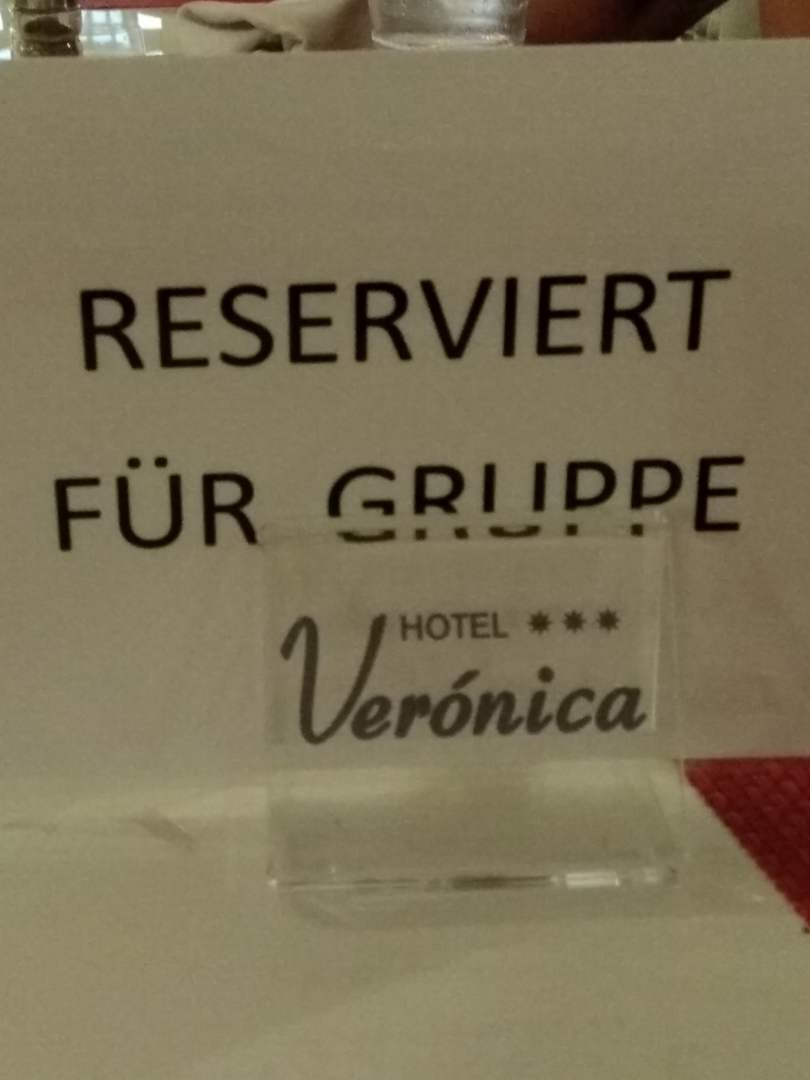 RESERVIERT
FÜR GRUPPE
HOTEL ***
Verónica